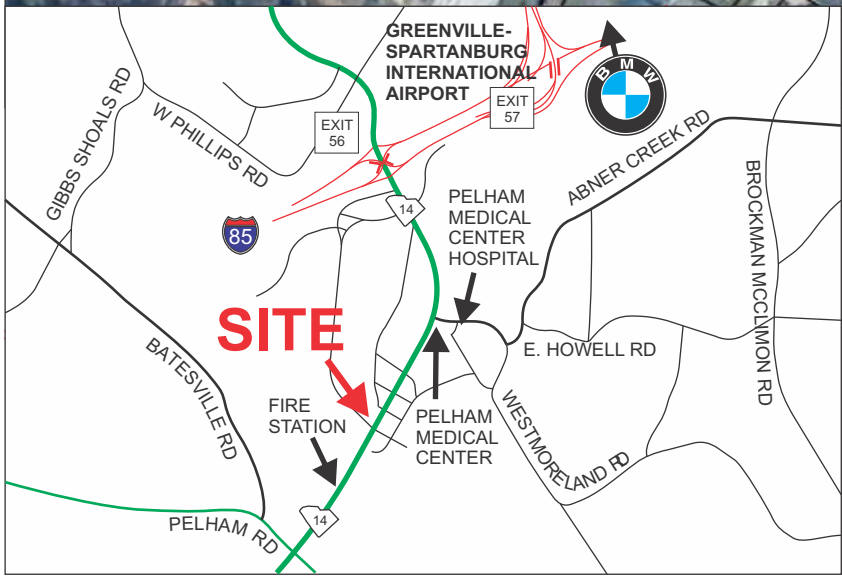 GREENVILLE-
SPARTANBURG
INTERNATIONAL
AIRPORT
BMW
EXIT
56
EXIT
57
GIBBS SHOALS RD
W PHILLIPS RD
ABNER CREEK RD
BROCKMAN MCCLIMON RD
14
85
PELHAM
MEDICAL
CENTER
HOSPITAL
SITE
E. HOWELL RD
BATESVILLE RD
FIRE
STATION
PELHAM
MEDICAL
CENTER
WESTMORELAND RD
PELHAM RD
14